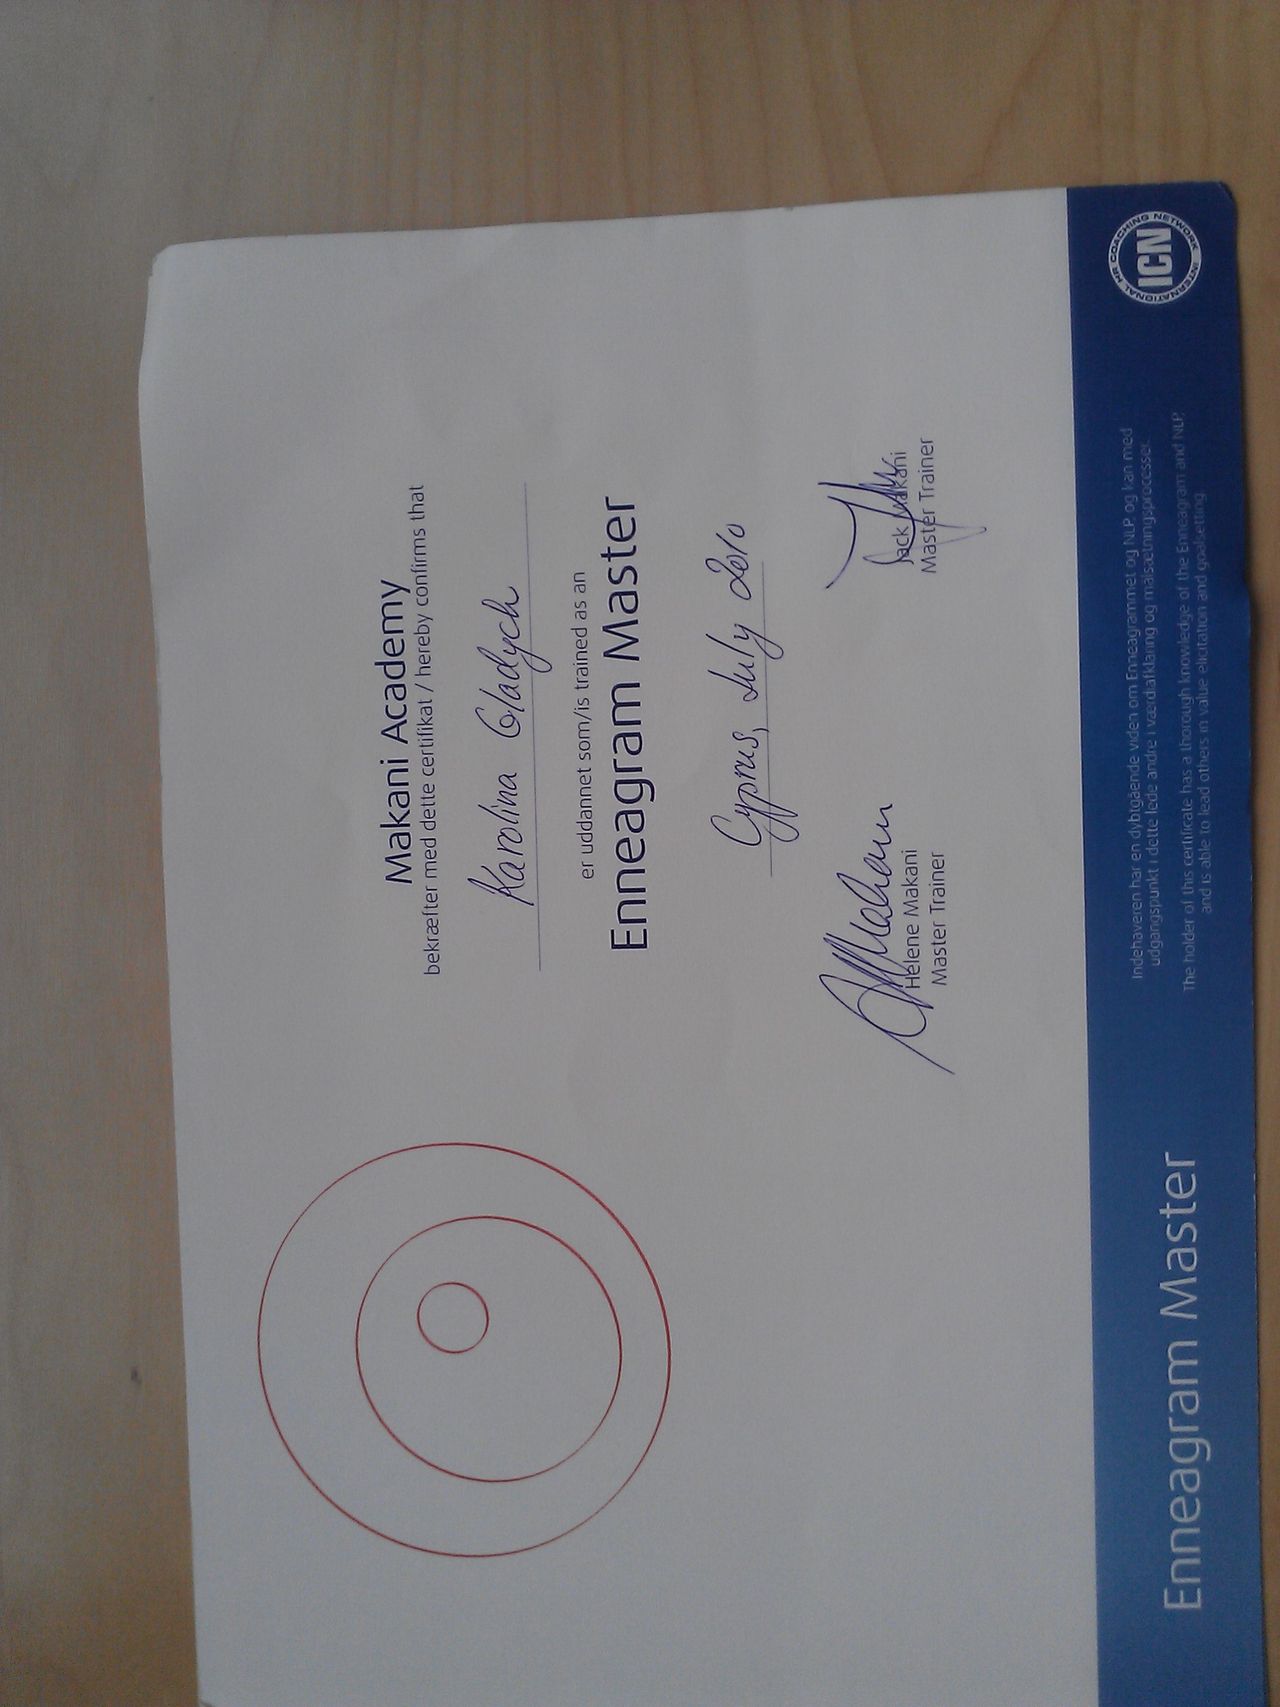 Makani Academy
bekræfter med dette certifikat / hereby confirms that
Karolina Gladych
er uddannet som/is trained as an
Enneagram Master
Cyprus, July 2010
Helene Makani
Master Trainer
Jack Makani
Master Trainer
Enneagram Master
Indehaveren har en dybtgående viden om Enneagrammet og NLP, og kan med
udgangspunkt i dette lede andre i værdiafklaring og målsætningsprocesser.
The holder of this certificate has a thorough knowledge of the Enneagram and NLP,
and is able to lead others in value elicitation and goalsetting
INTERNATIONAL HR COACHING NETWORK
ICN